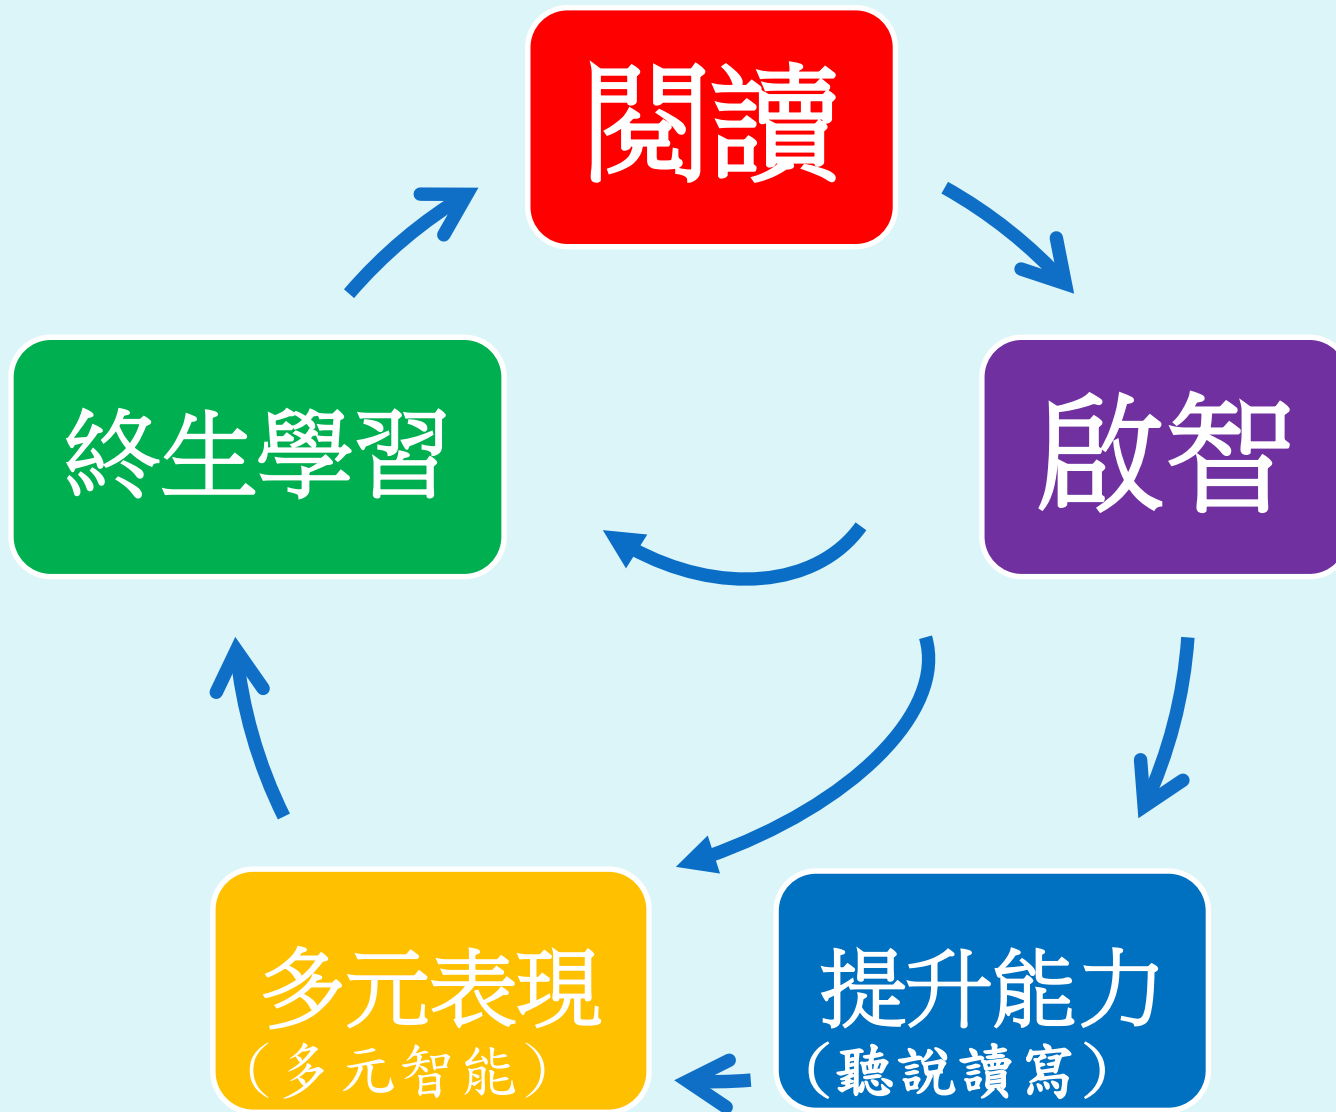 閱讀
啟智
提升能力
（聽說讀寫）
多元表現
（多元智能）
終生學習